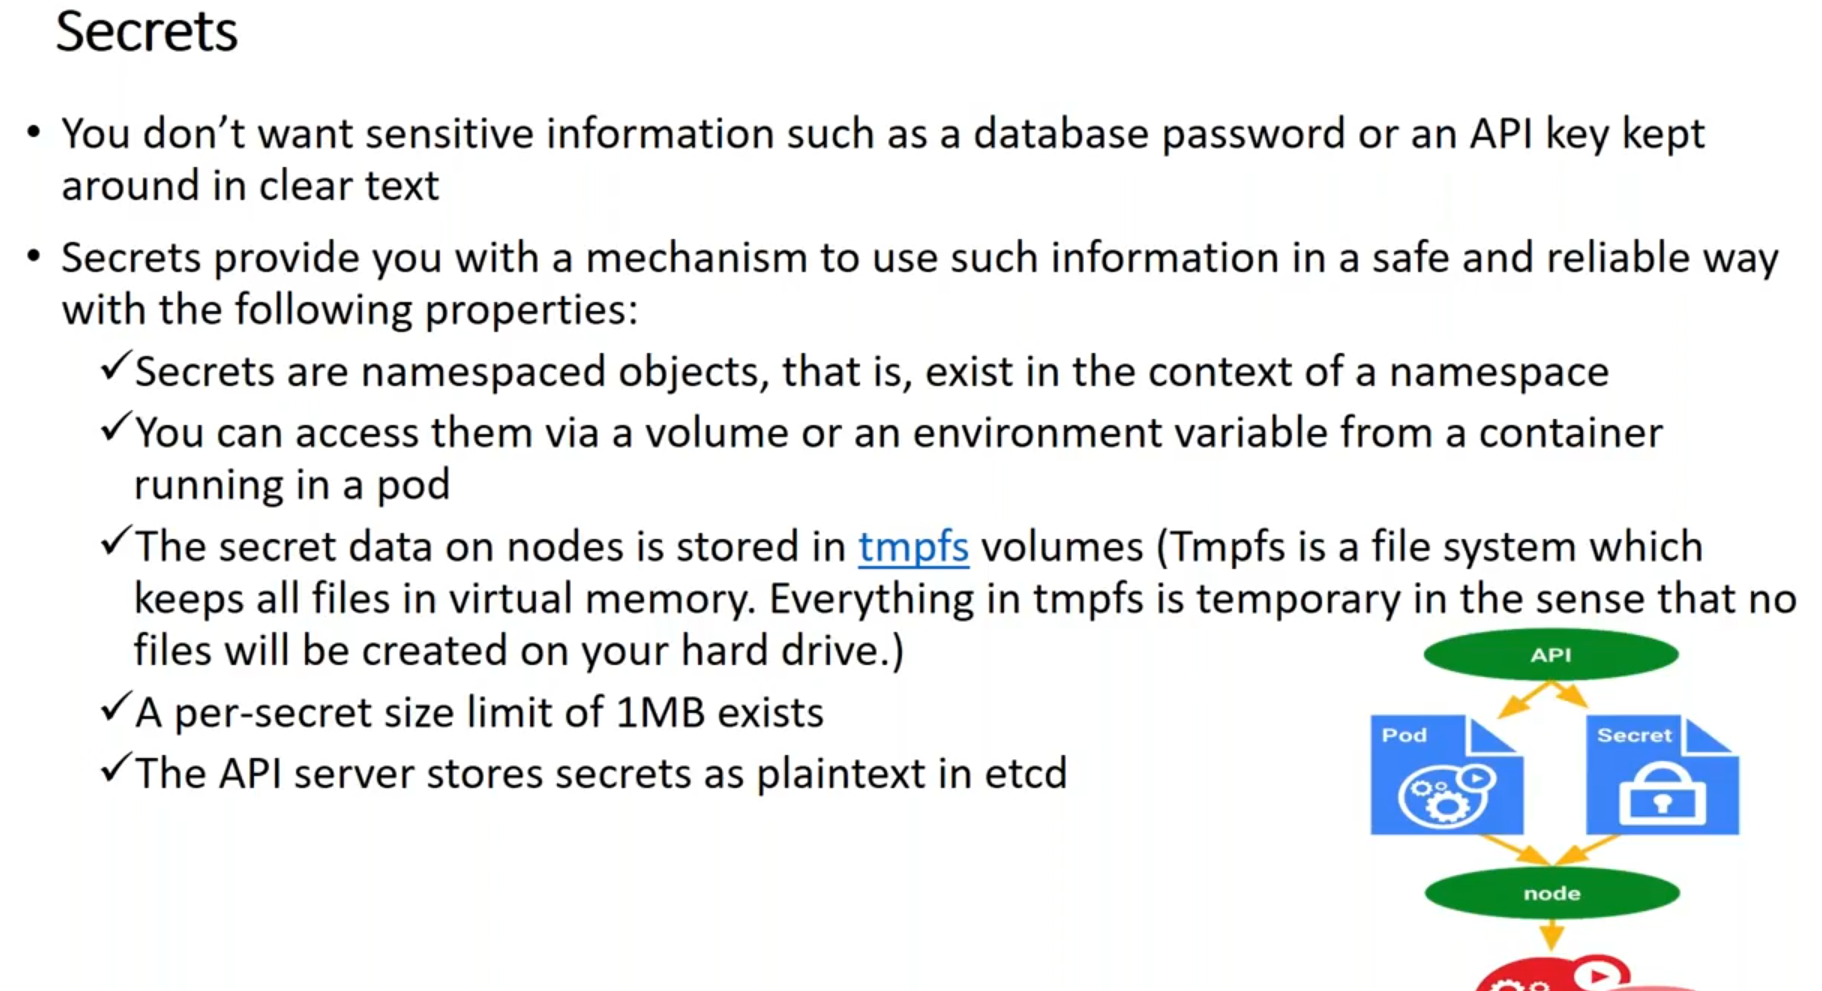 Secrets
• You don’t want sensitive information such as a database password or an API key kept
around in clear text
• Secrets provide you with a mechanism to use such information in a safe and reliable way
with the following properties:
✓Secrets are namespaced objects, that is, exist in the context of a namespace
✓You can access them via a volume or an environment variable from a container
running in a pod
✓The secret data on nodes is stored in tmpfs volumes (Tmpfs is a file system which
keeps all files in virtual memory. Everything in tmpfs is temporary in the sense that no
files will be created on your hard drive.)
✓A per-secret size limit of 1MB exists
✓The API server stores secrets as plaintext in etcd
API
Pod
Secret
node